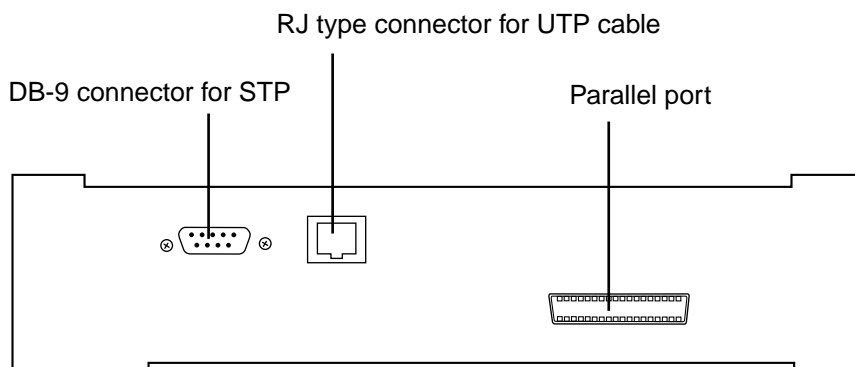 RJ type connector for UTP cable
DB-9 connector for STP
Parallel port